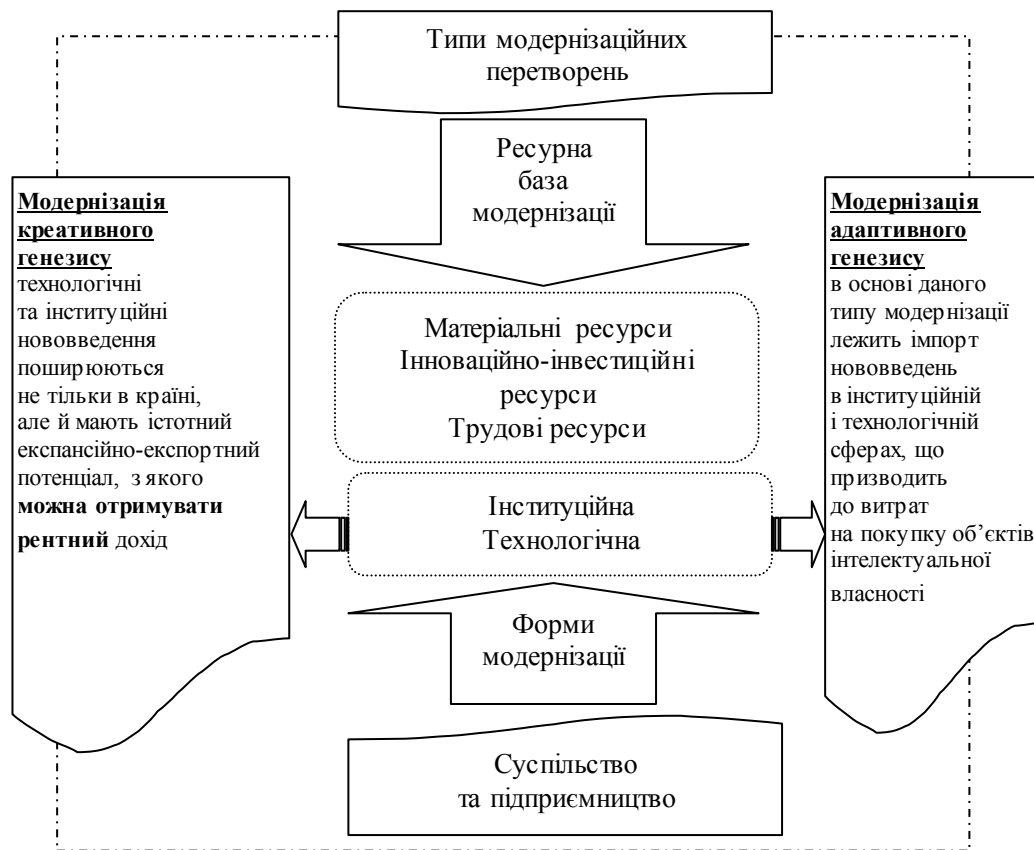 Типи модернізаційних
перетворень
Ресурна
база
модернізації
Модернізація
креативного
генезису
технологічні
та інституційні
нововведення
поширюються
не тільки в країні,
але й мають істотний
експансійно-експортний
потенціал, з якого
можна отримувати
рентний дохід
Матеріальні ресурси
Інноваційно-інвестиційні
ресурси
Трудові ресурси
Інституційна
Технологічна
Модернізація
адаптивного
генезису
в основі даного
типу модернізації
лежить імпорт
нововведень
в інституційній
і технологічній
сферах, що
призводить
до витрат
на покупку об’єктів
інтелектуальної
власності
Форми
модернізації
Суспільство
та підприємництво